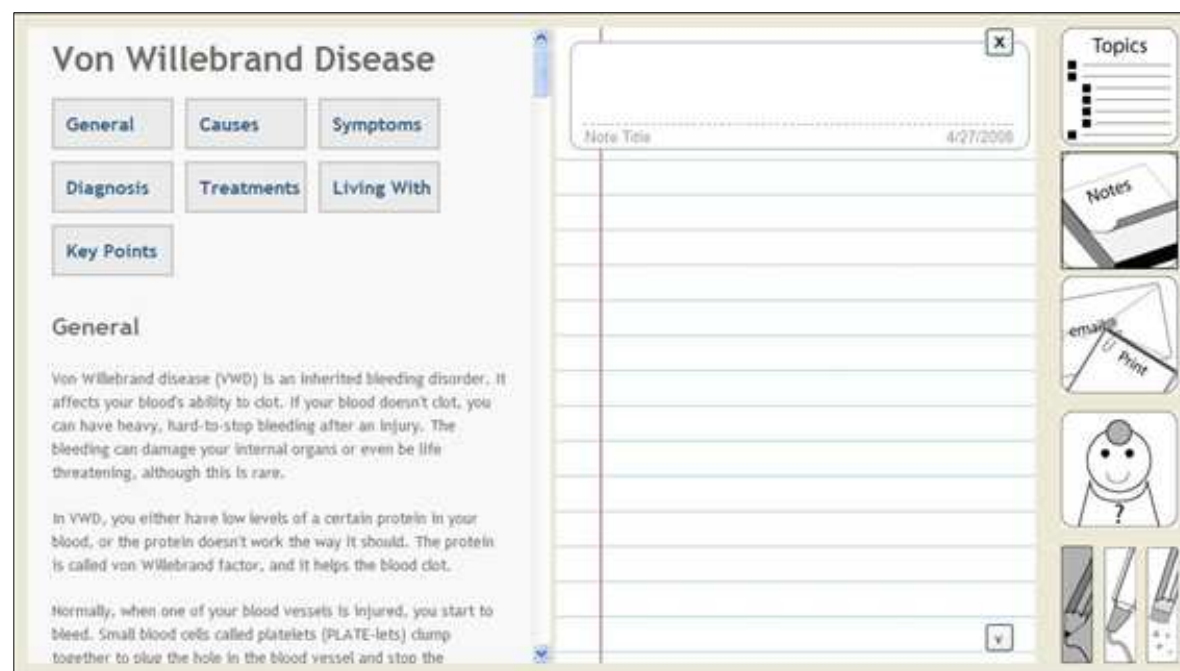 Von Willebrand Disease
General Causes Symptoms
Diagnosis Treatments Living With
Key Points
General
Von Willebrand disease (VWD) is an inherited bleeding disorder. It
affects your blood's ability to clot. If your blood doesn't clot, you
can have heavy, hard-to-stop bleeding after an injury. The
bleeding can damage your internal organs or even be life
threatening, although this is rare.
In VWD, you either have low levels of a certain protein in your
blood, or the protein doesn't work the way it should. The protein
is called von Willebrand factor, and it helps the blood clot.
Normally, when one of your blood vessels is injured, you start to
bleed. Small blood cells called platelets (PLATE-lets) clump
together to plug the hole in the blood vessel and stop the
X
Note Title 4/27/2008
v
Topics
Notes
email@
Print
?